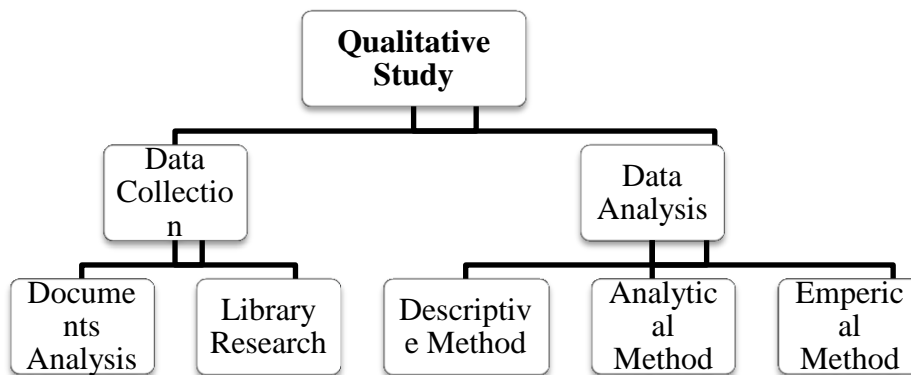 Qualitative
Study
Data
Collectio
n
Data
Analysis
Docume
nts
Analysis
Library
Research
Descriptiv
e Method
Analytic
al
Method
Emperic
al
Method